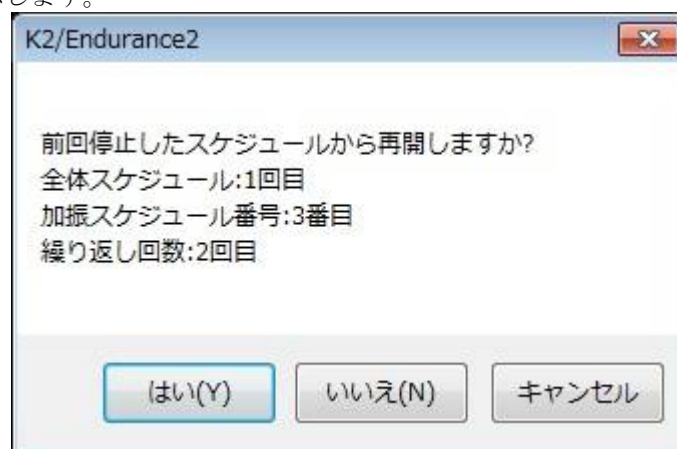 します。
K2/Endurance2
前回停止したスケジュールから再開しますか?
全体スケジュール:1回目
加振スケジュール番号:3番目
繰り返し回数:2回目
はい(Y) いいえ(N) キャンセル